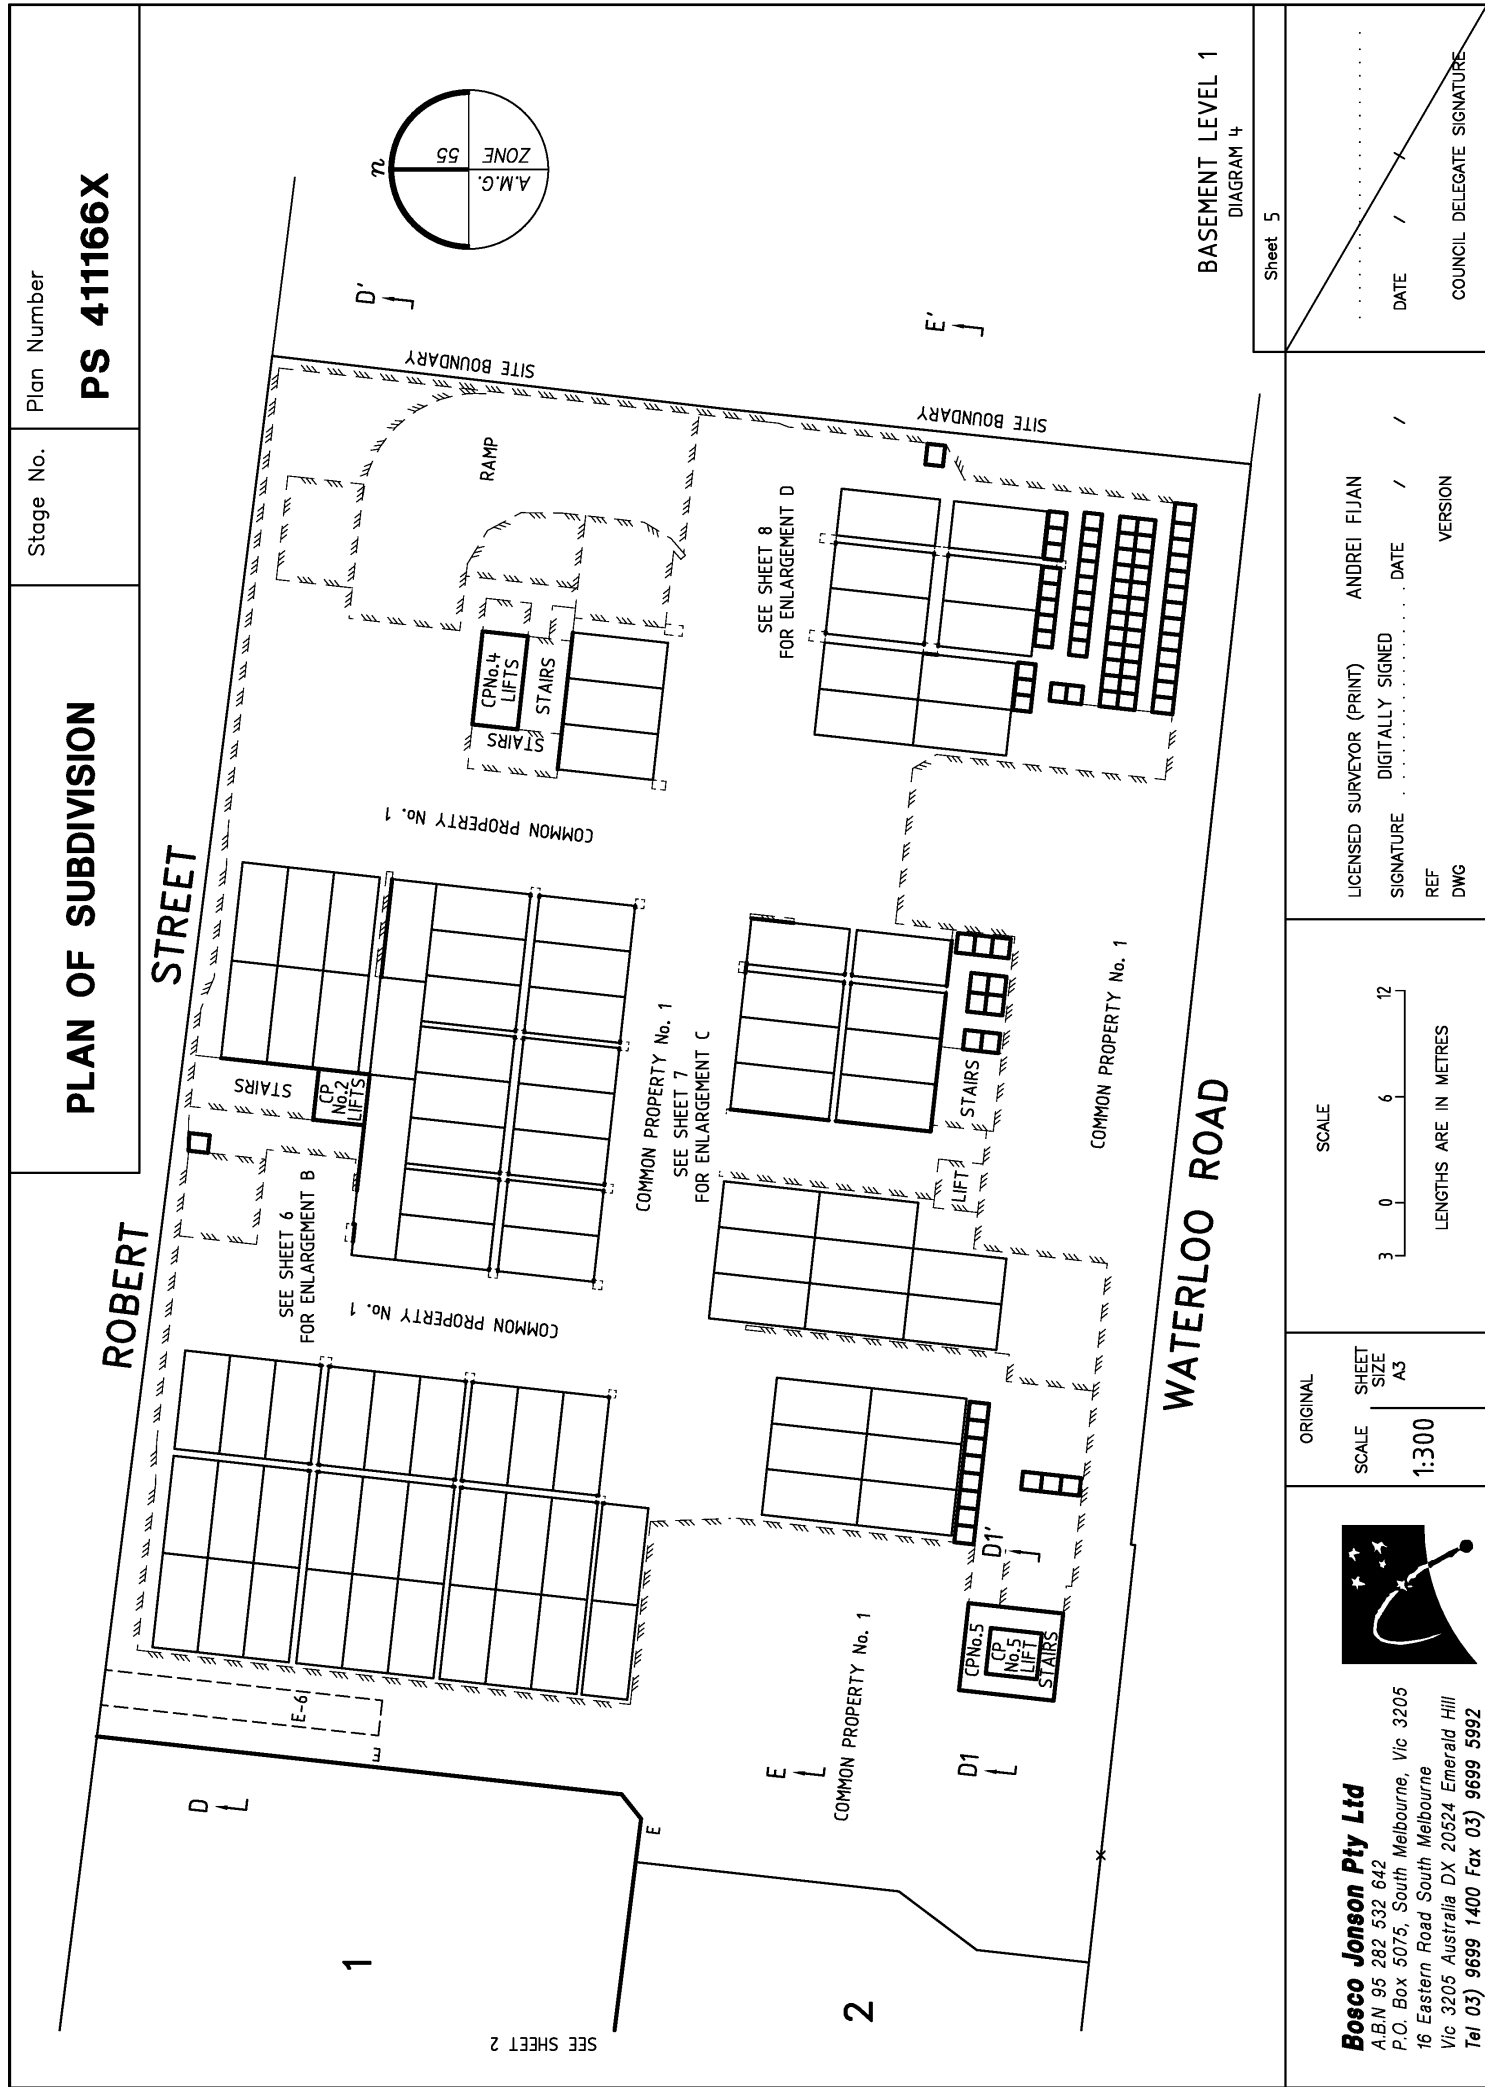 PLAN OF SUBDIVISION
Stage No.
Plan Number
PS 411166X
ROBERT
STREET
n
A.M.G.
ZONE
55
D
D'
E
E'
D1
D1'
SEE SHEET 2
1
2
E
E
E-6
SITE BOUNDARY
SITE BOUNDARY
RAMP
STAIRS
CP
No.2
LIFTS
CPNo.4
LIFTS
STAIRS
STAIRS
SEE SHEET 6
FOR ENLARGEMENT B
COMMON PROPERTY No. 1
COMMON PROPERTY No. 1
COMMON PROPERTY No. 1
SEE SHEET 7
FOR ENLARGEMENT C
SEE SHEET 8
FOR ENLARGEMENT D
STAIRS
LIFT
COMMON PROPERTY No. 1
COMMON PROPERTY No. 1
CPNo.5
CP
No.5
LIFT
STAIRS
WATERLOO ROAD
BASEMENT LEVEL 1
DIAGRAM 4
Sheet 5
Bosco Jonson Pty Ltd
A.B.N 95 282 532 642
P.O. Box 5075, South Melbourne, Vic 3205
16 Eastern Road South Melbourne
Vic 3205 Australia DX 20524 Emerald Hill
Tel 03) 9699 1400 Fax 03) 9699 5992
ORIGINAL
SCALE
SHEET
SIZE
A3
1:300
SCALE
3 0 6 12
LENGTHS ARE IN METRES
LICENSED SURVEYOR (PRINT) ANDREI FIJAN
SIGNATURE . . . DIGITALLY SIGNED . . . DATE / /
REF
DWG
VERSION
DATE / /
COUNCIL DELEGATE SIGNATURE